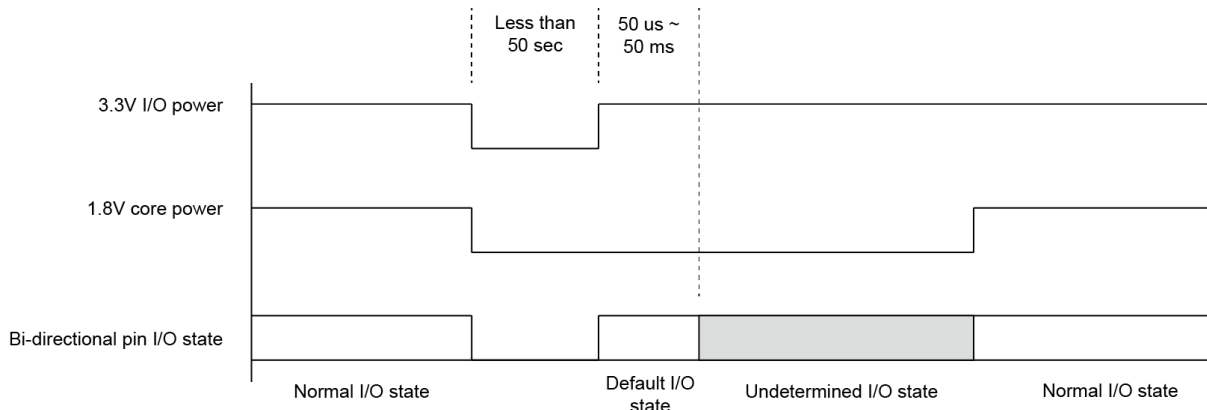 Less than
50 sec
50 us ~
50 ms
3.3V I/O power
1.8V core power
Bi-directional pin I/O state
Normal I/O state
Default I/O
state
Undetermined I/O state
Normal I/O state